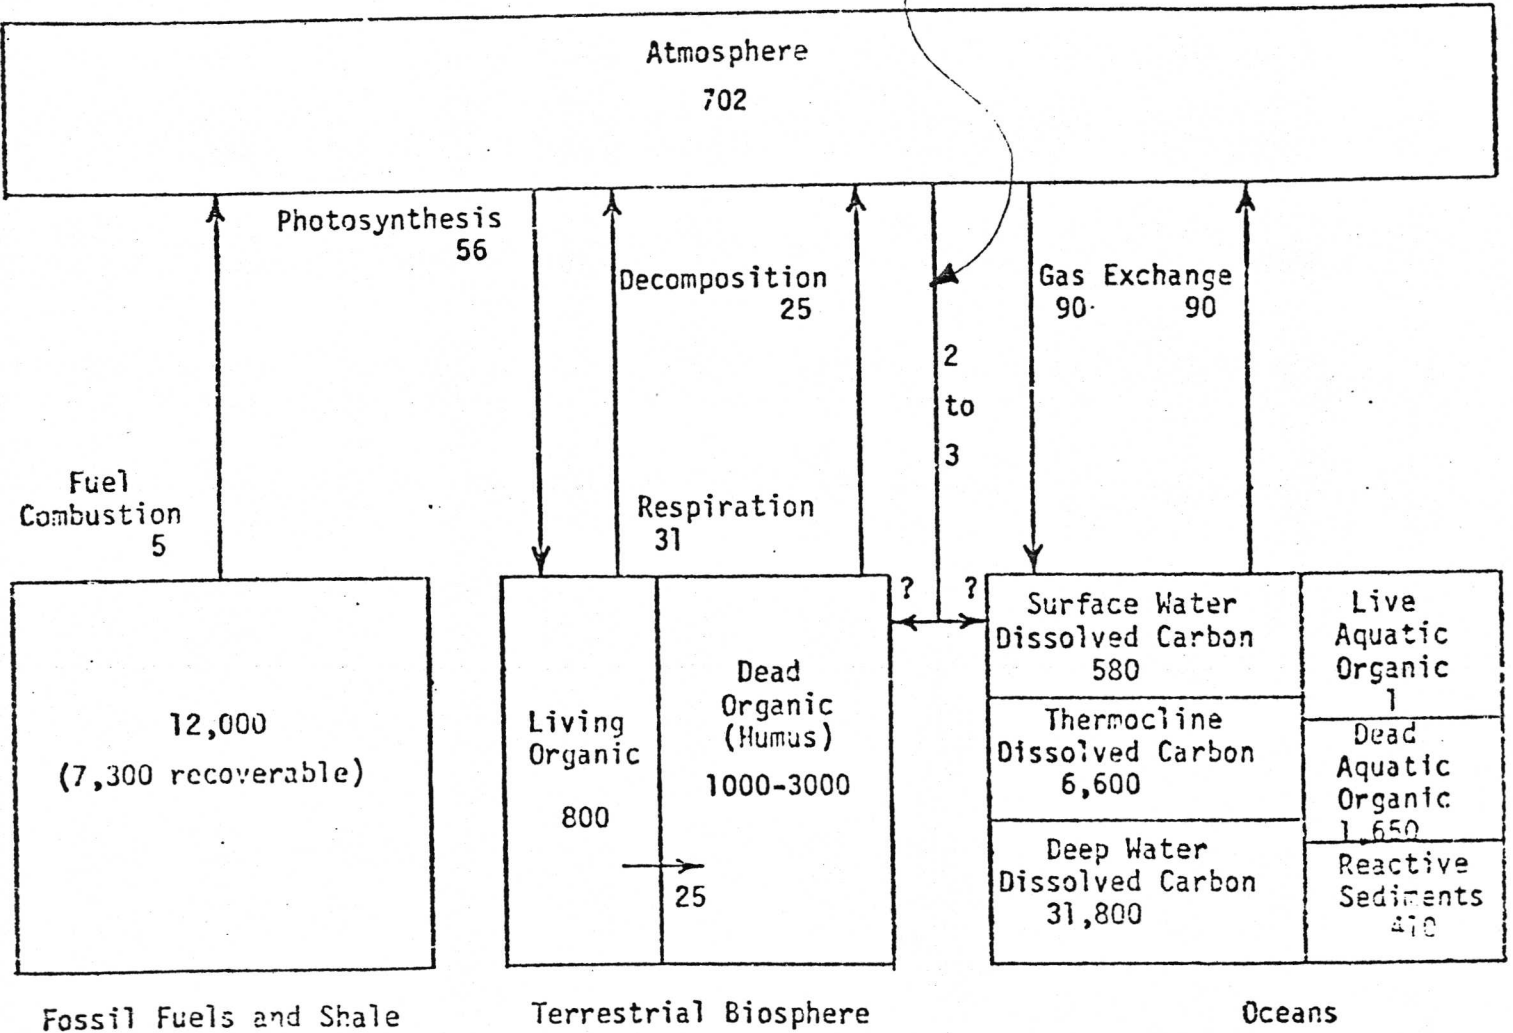 Atmosphere
702
Photosynthesis
56
Decomposition
25
Gas Exchange
90 90
2
to
3
Fuel
Combustion
5
Respiration
31
? ?
12,000
(7,300 recoverable)
Living
Organic
800
25
Dead
Organic
(Humus)
1000-3000
Surface Water
Dissolved Carbon
580
Thermocline
Dissolved Carbon
6,600
Deep Water
Dissolved Carbon
31,800
Live
Aquatic
Organic
1
Dead
Aquatic
Organic
1,650
Reactive
Sediments
Fossil Fuels and Shale
Terrestrial Biosphere
Oceans